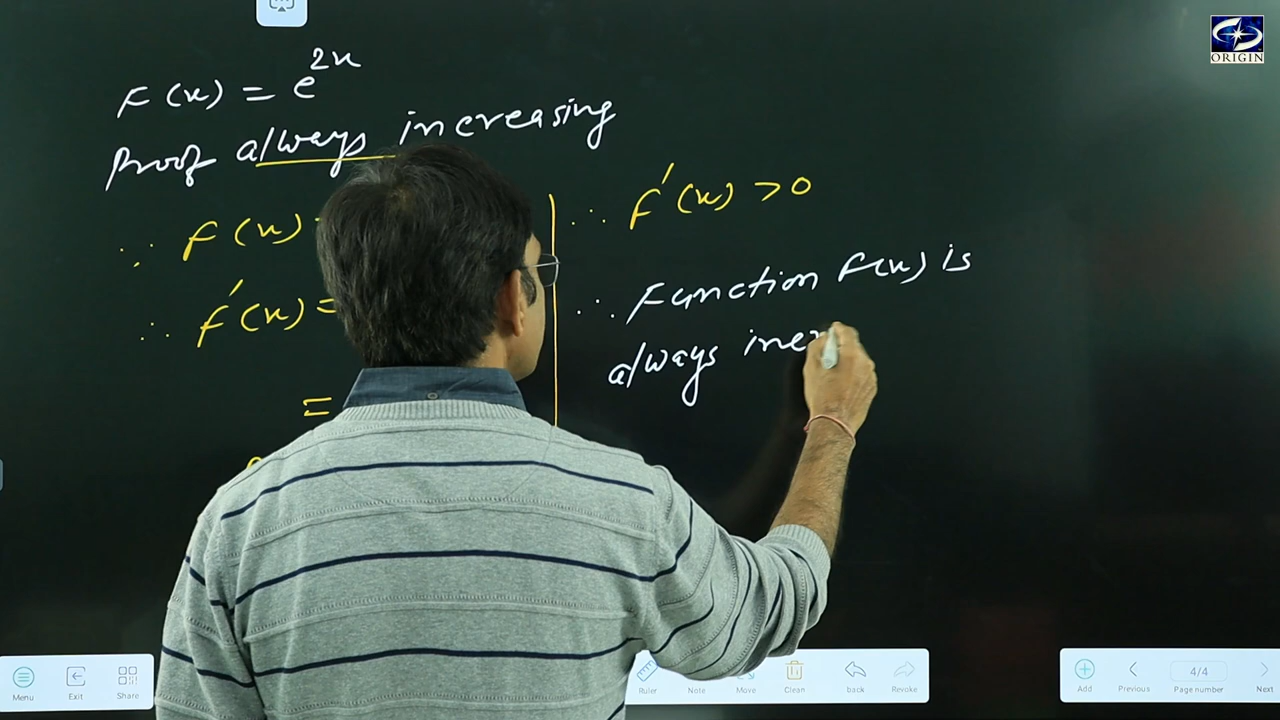 F(x) = e^2x
Proof always increasing
∵ F(x)
∴ F'(x) =
=
∴ F'(x) > 0
∴ Function F(x) is
always incr
ORIGIN
Menu
Exit
Share
Ruler
Note
Move
Clean
back
Revoke
Add
Previous
4/4
Page number
Next